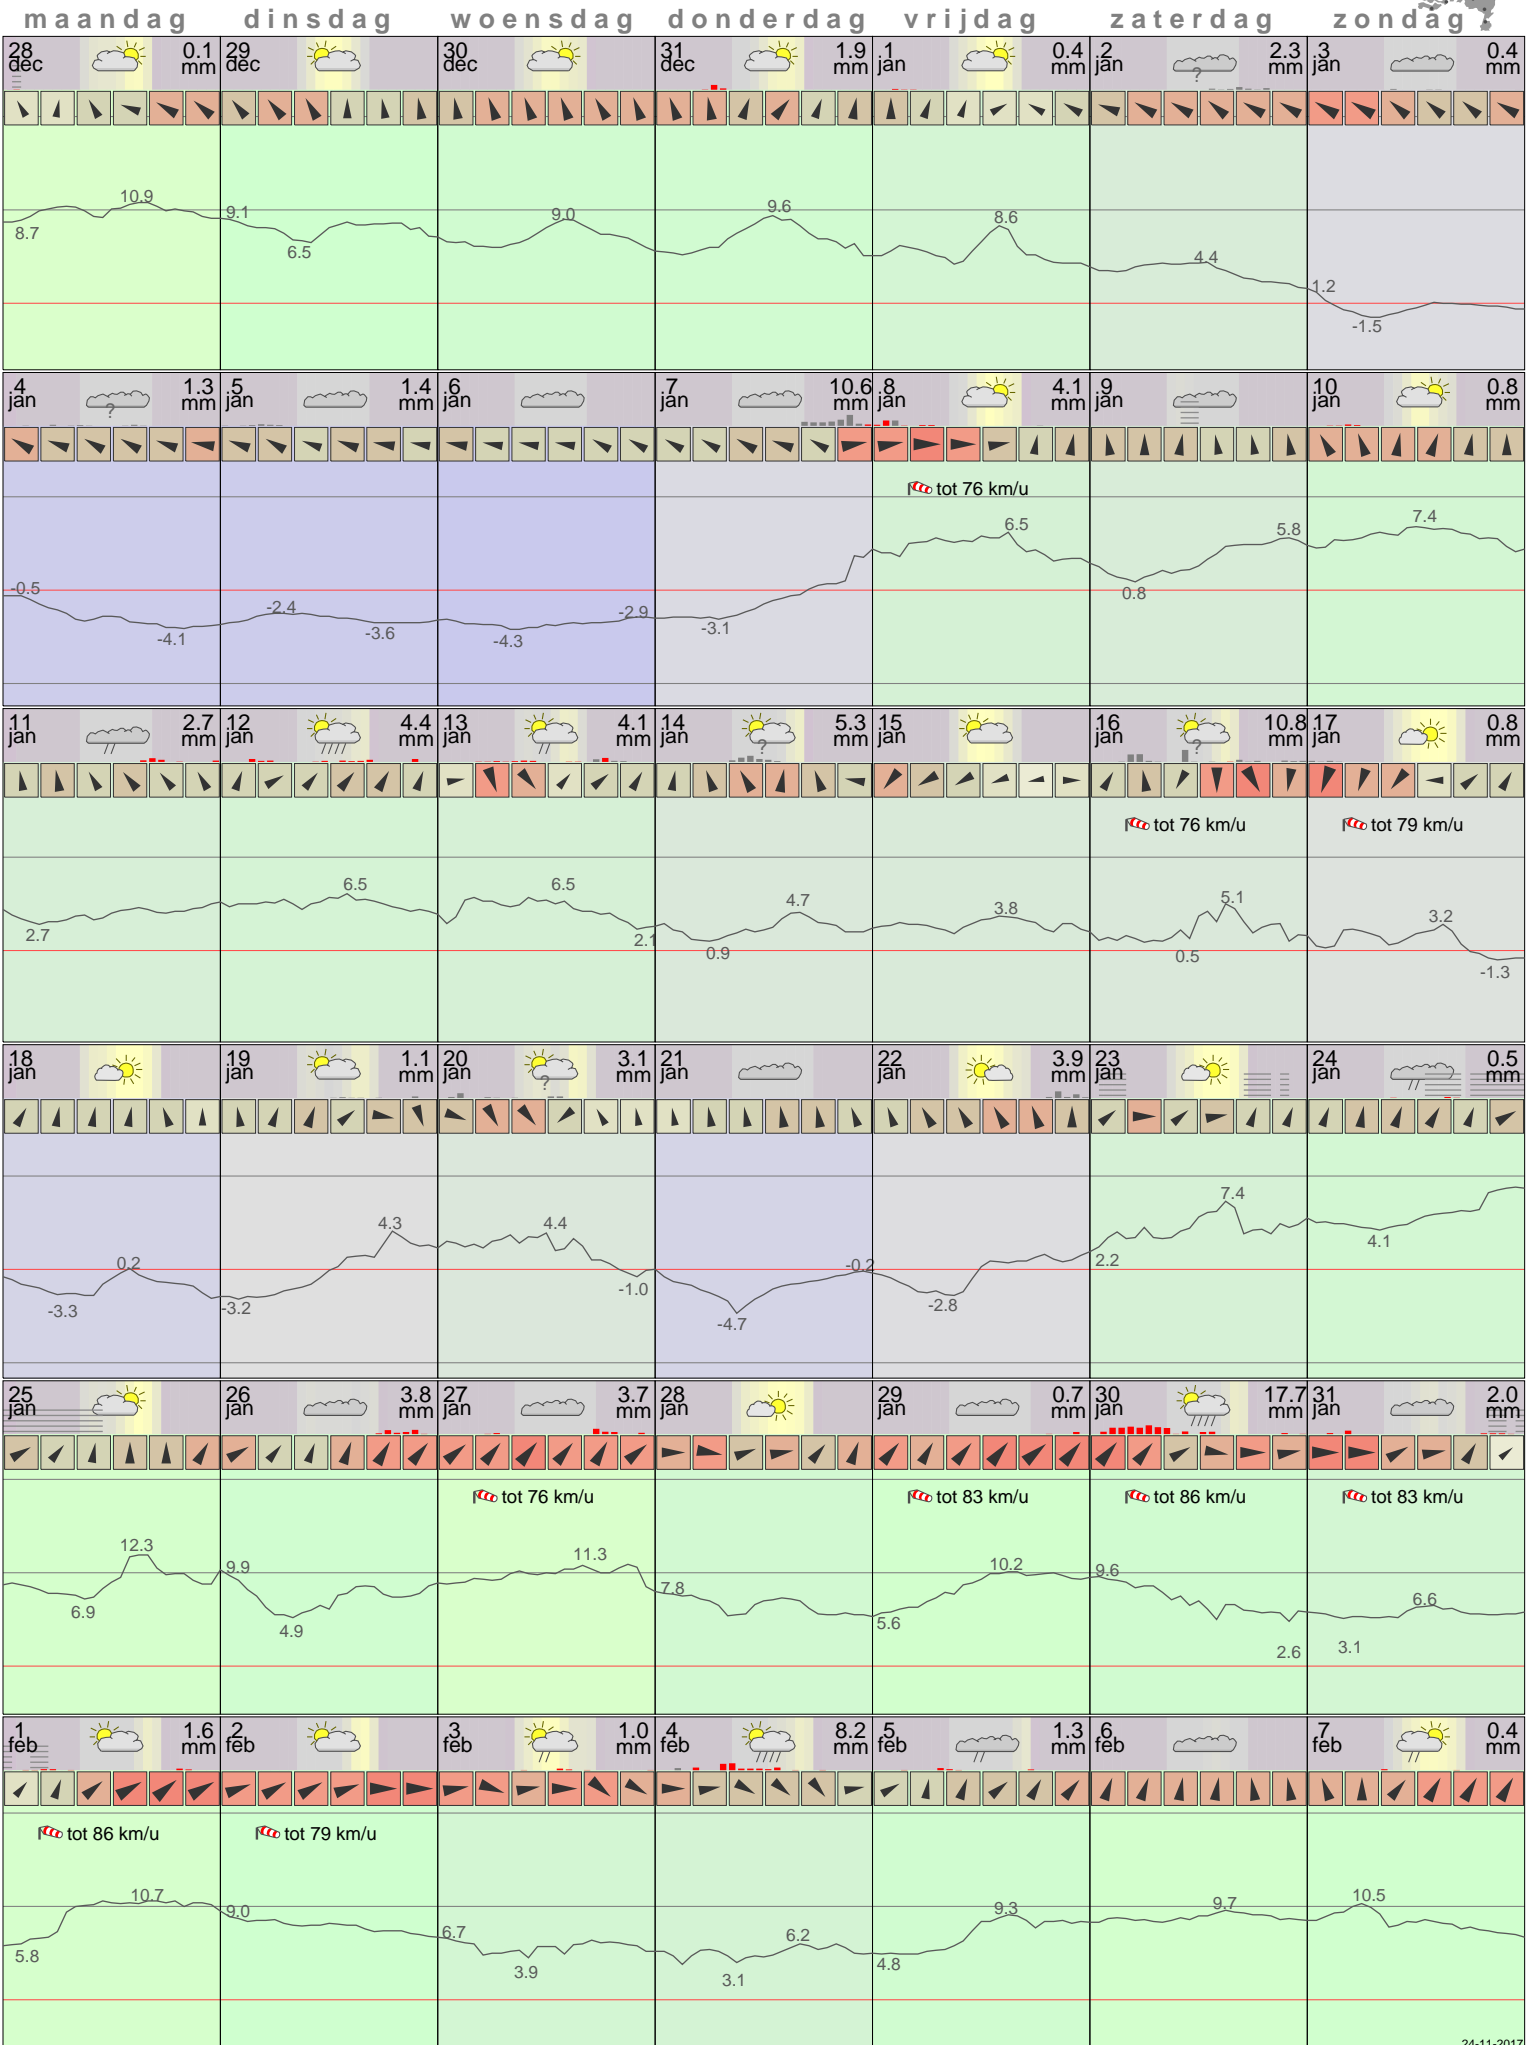 maandag dinsdag woensdag donderdag vrijdag zaterdag zondag
28 dec 0.1 mm 29 dec 30 dec 31 dec 1.9 mm 1 jan 0.4 mm 2 jan ? 2.3 mm 3 jan 0.4 mm
8.7 10.9 9.1 6.5 9.0 9.6 8.6 4.4 1.2 -1.5
4 jan ? 1.3 mm 5 jan 1.4 mm 6 jan 7 jan 10.6 mm 8 jan 4.1 mm 9 jan 10 jan 0.8 mm
tot 76 km/u
-0.5 -4.1 -2.4 -3.6 -4.3 -2.9 -3.1 6.5 0.8 5.8 7.4
11 jan 2.7 mm 12 jan 4.4 mm 13 jan 4.1 mm 14 jan ? 5.3 mm 15 jan 16 jan ? 10.8 mm 17 jan 0.8 mm
tot 76 km/u tot 79 km/u
2.7 6.5 6.5 2.1 0.9 4.7 3.8 0.5 5.1 3.2 -1.3
18 jan 19 jan 1.1 mm 20 jan ? 3.1 mm 21 jan 22 jan 3.9 mm 23 jan 24 jan 0.5 mm
-3.3 0.2 -3.2 4.3 4.4 -1.0 -4.7 -0.2 -2.8 2.2 7.4 4.1
25 jan 26 jan 3.8 mm 27 jan 3.7 mm 28 jan 29 jan 0.7 mm 30 jan 17.7 mm 31 jan 2.0 mm
tot 76 km/u tot 83 km/u tot 86 km/u tot 83 km/u
6.9 12.3 9.9 4.9 11.3 7.8 5.6 10.2 9.6 2.6 3.1 6.6
1 feb 1.6 mm 2 feb 3 feb 1.0 mm 4 feb 8.2 mm 5 feb 1.3 mm 6 feb 7 feb 0.4 mm
tot 86 km/u tot 79 km/u
5.8 10.7 9.0 6.7 3.9 3.1 6.2 4.8 9.3 9.7 10.5
24-11-2017